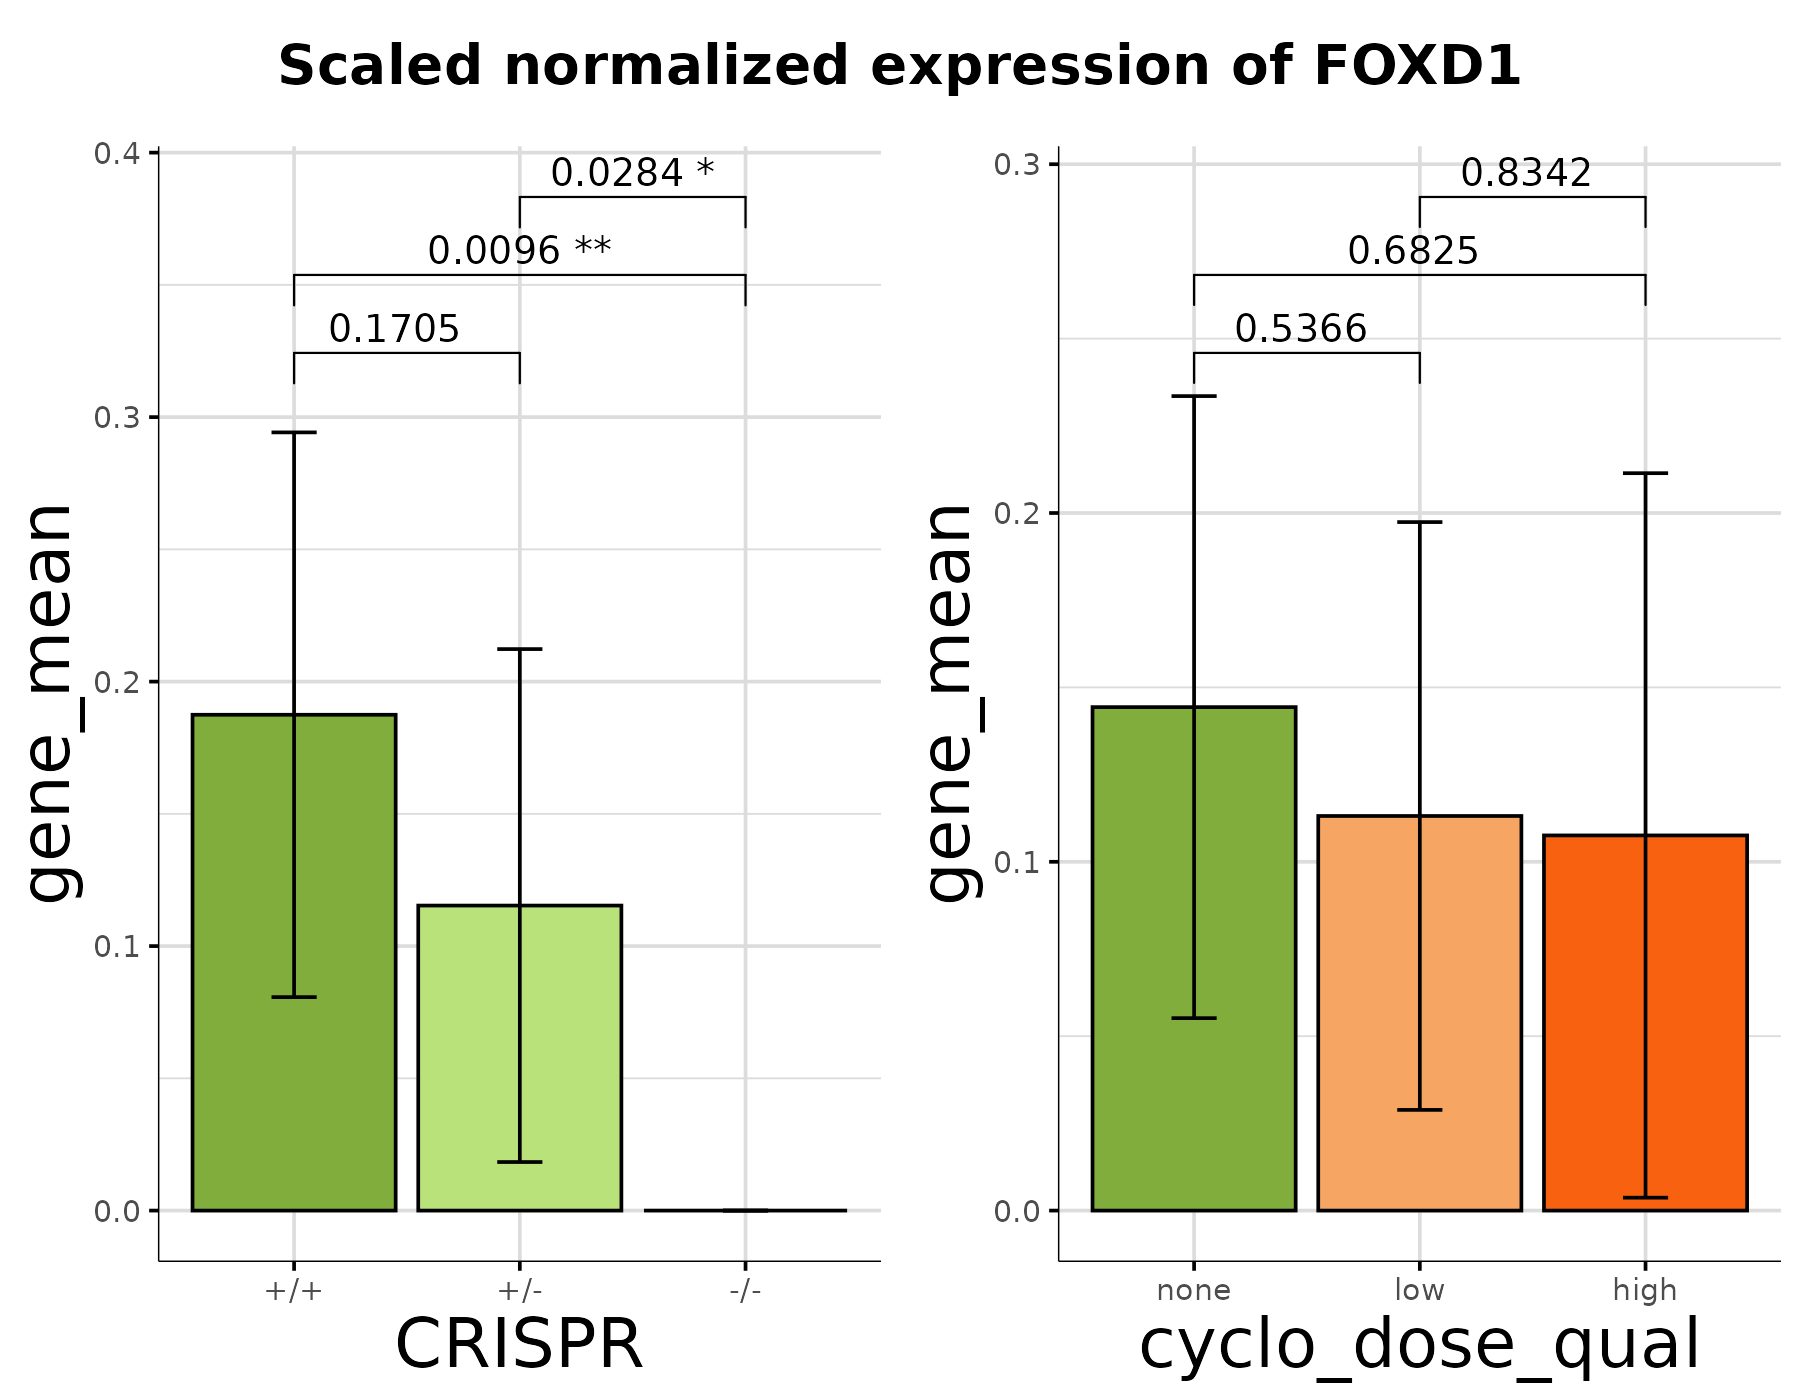 Scaled normalized expression of FOXD1
gene_mean
0.4
0.3
0.2
0.1
0.0
0.0284 *
0.0096 **
0.1705
+/+
+/-
-/-
CRISPR
gene_mean
0.3
0.2
0.1
0.0
0.8342
0.6825
0.5366
none
low
high
cyclo_dose_qual